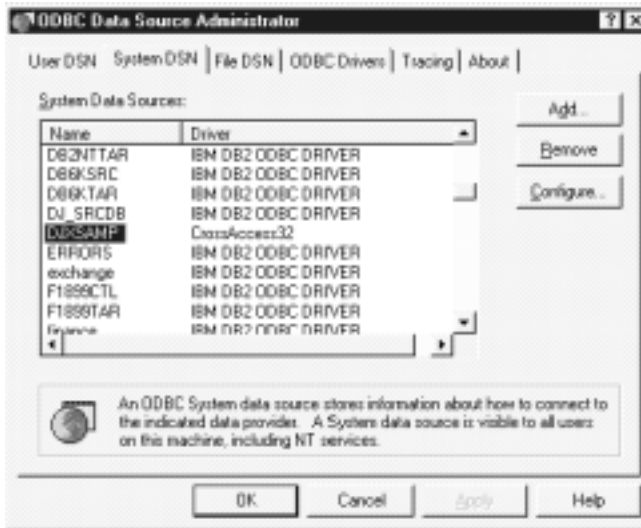 ODBC Data Source Administrator
User DSN System DSN File DSN ODBC Drivers Tracing About
System Data Sources:
Name Driver
DB2NTTAR IBM DB2 ODBC DRIVER
DB6KSRC IBM DB2 ODBC DRIVER
DB6KTAR IBM DB2 ODBC DRIVER
DJ_SRCDB IBM DB2 ODBC DRIVER
DJXSAMP CrossAccess32
ERRORS IBM DB2 ODBC DRIVER
exchange IBM DB2 ODBC DRIVER
F1899CTL IBM DB2 ODBC DRIVER
F1899TAR IBM DB2 ODBC DRIVER
finance IBM DB2 ODBC DRIVER
Add...
Remove
Configure...
An ODBC System data source stores information about how to connect to
the indicated data provider. A System data source is visible to all users
on this machine, including NT services.
OK Cancel Apply Help